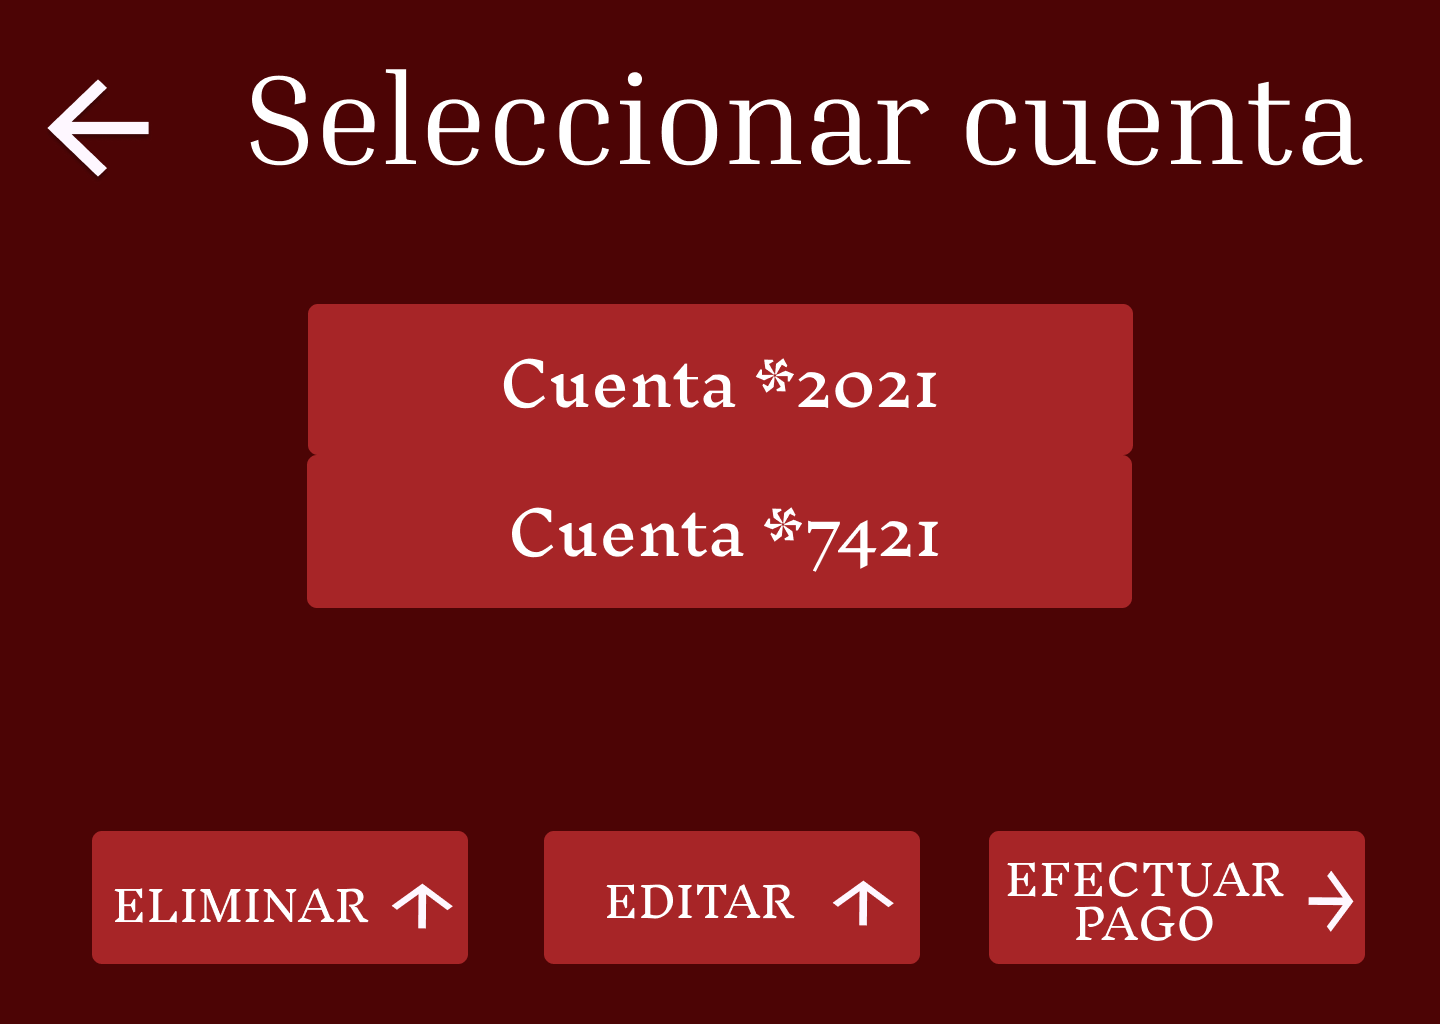 Seleccionar cuenta
Cuenta *2021
Cuenta *7421
ELIMINAR
EDITAR
EFECTUAR
PAGO